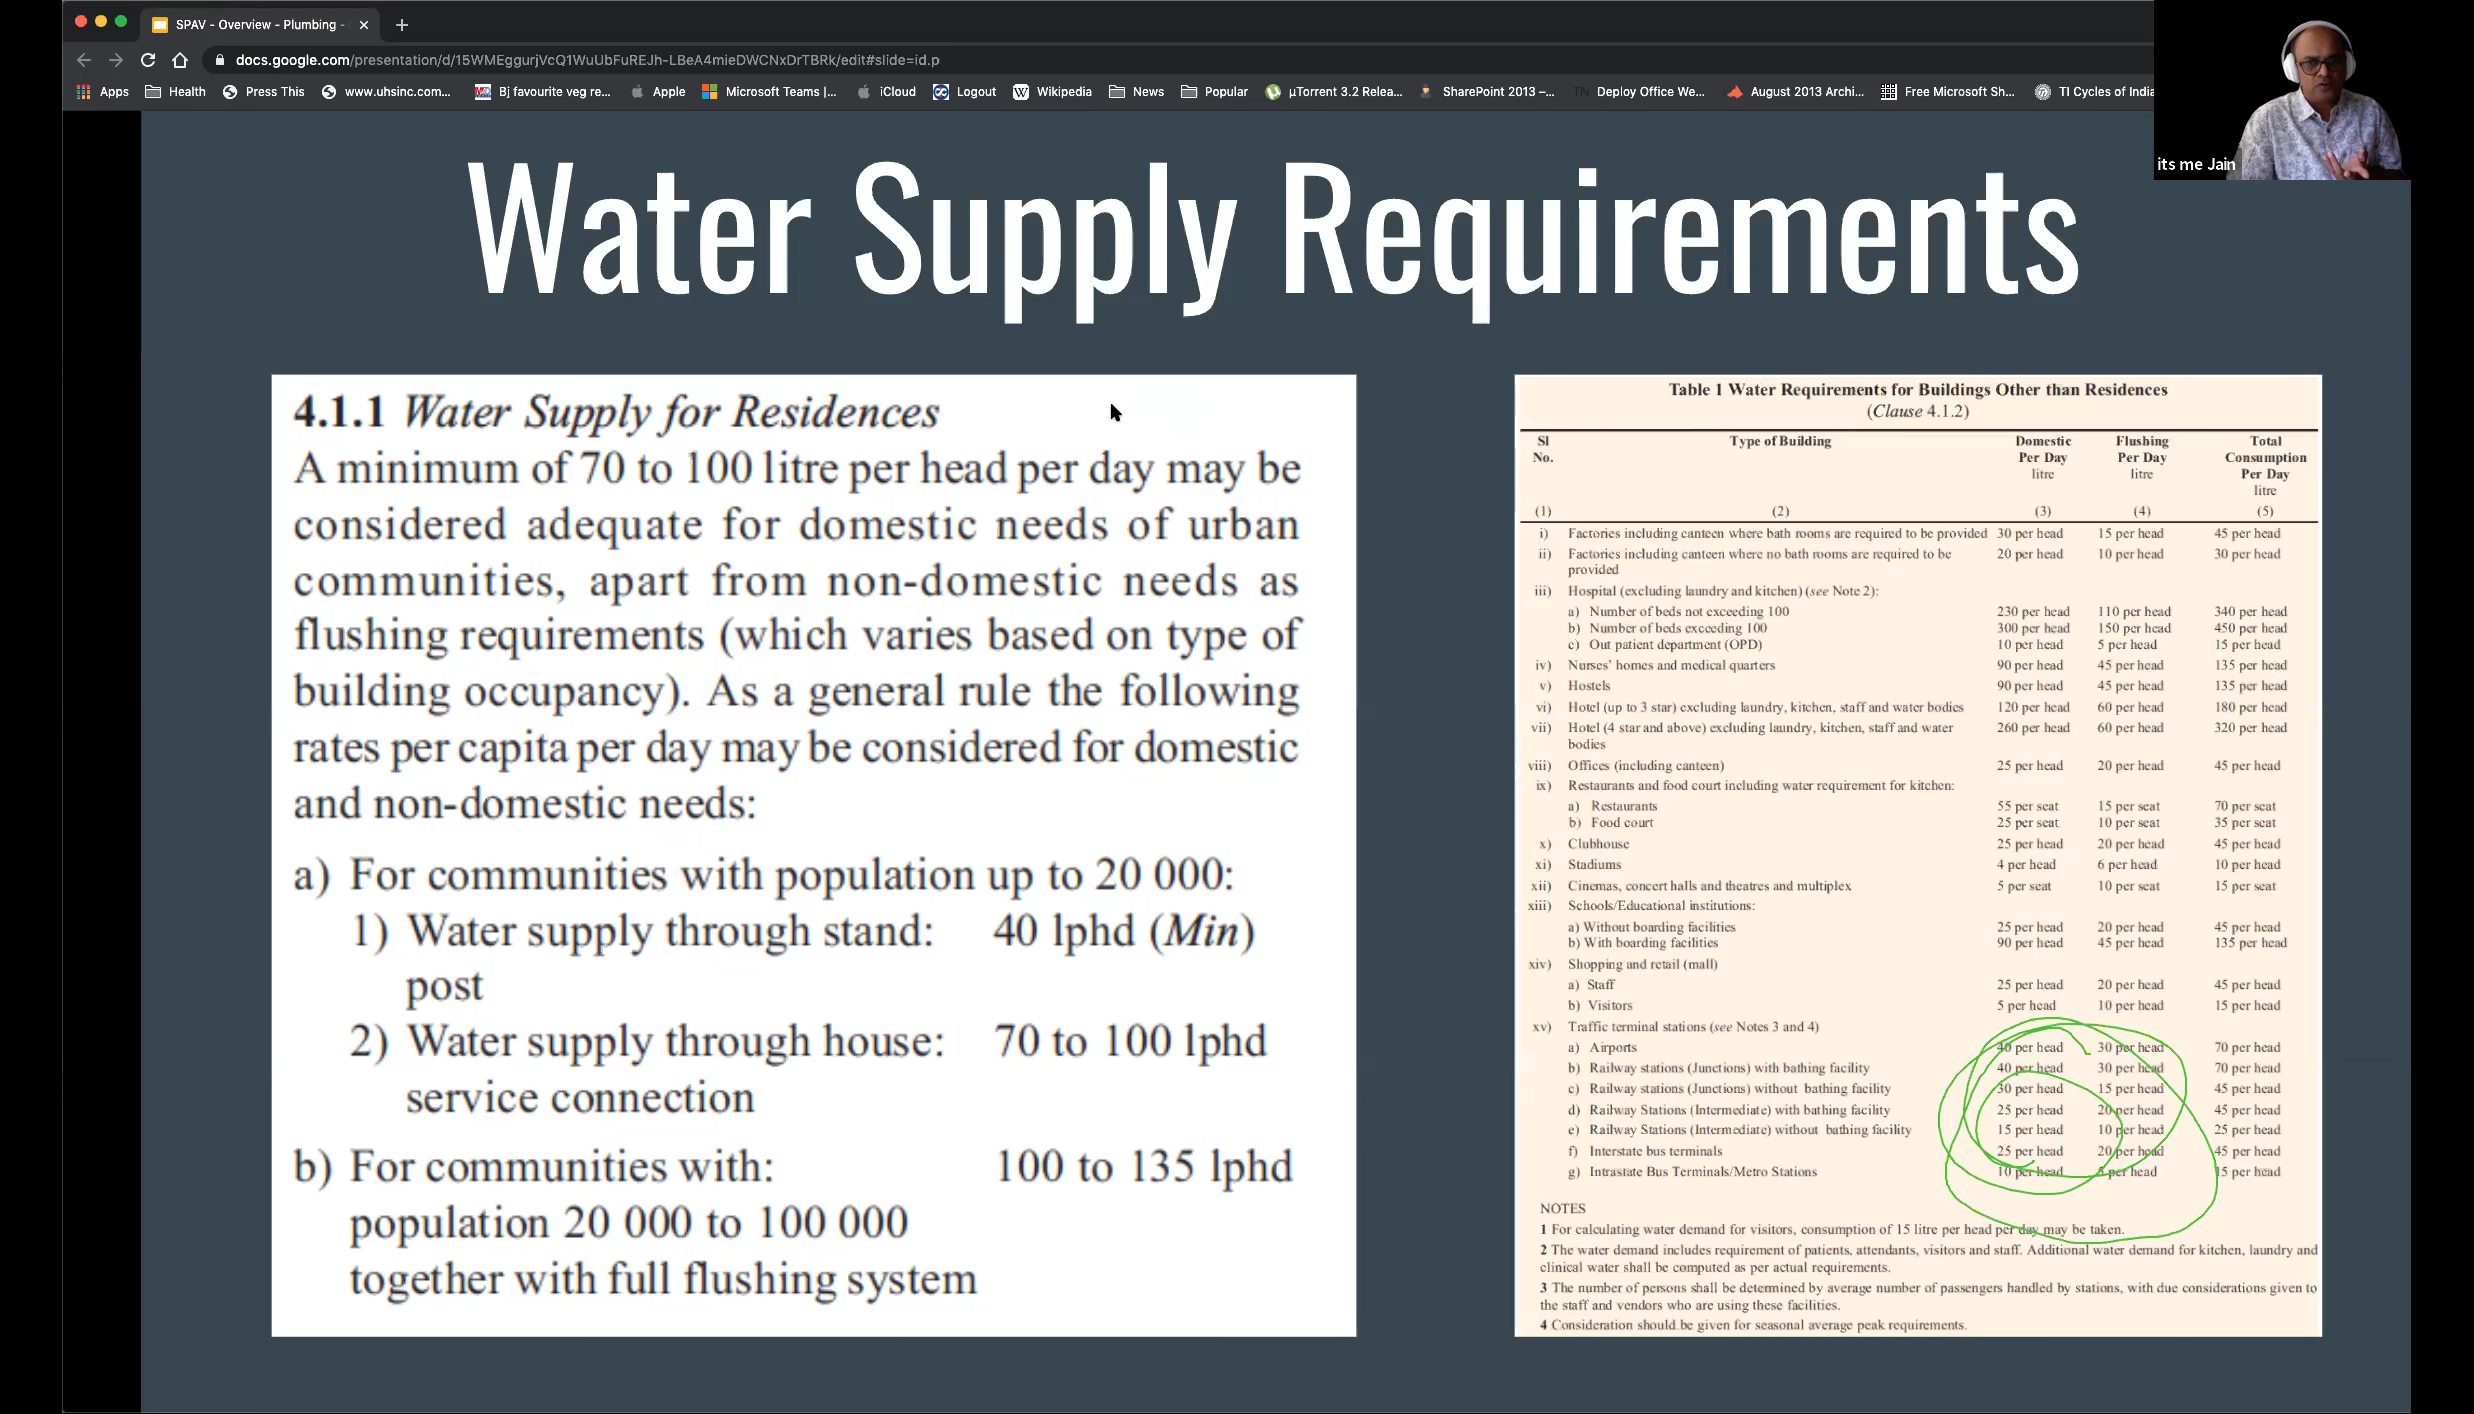 SPAV - Overview - Plumbing -
docs.google.com/presentation/d/15WMEggurjVcQ1WuUbFuREJh-LBeA4mieDWCNxDrTBRk/edit#slide=id.p
Apps Health Press This www.uhsinc.com... Bj favourite veg re... Apple Microsoft Teams |... iCloud Logout Wikipedia News Popular µTorrent 3.2 Relea... SharePoint 2013 –... TN Deploy Office We... August 2013 Archi... Free Microsoft Sh... TI Cycles of India
its me Jain
Water Supply Requirements
4.1.1 Water Supply for Residences
A minimum of 70 to 100 litre per head per day may be
considered adequate for domestic needs of urban
communities, apart from non-domestic needs as
flushing requirements (which varies based on type of
building occupancy). As a general rule the following
rates per capita per day may be considered for domestic
and non-domestic needs:
a) For communities with population up to 20 000:
1) Water supply through stand: 40 lphd (Min)
post
2) Water supply through house: 70 to 100 lphd
service connection
b) For communities with: 100 to 135 lphd
population 20 000 to 100 000
together with full flushing system
Table 1 Water Requirements for Buildings Other than Residences
(Clause 4.1.2)
Sl Type of Building Domestic Flushing Total
No. Per Day Per Day Consumption
litre litre Per Day
litre
(1) (2) (3) (4) (5)
i) Factories including canteen where bath rooms are required to be provided 30 per head 15 per head 45 per head
ii) Factories including canteen where no bath rooms are required to be 20 per head 10 per head 30 per head
provided
iii) Hospital (excluding laundry and kitchen) (see Note 2):
a) Number of beds not exceeding 100 230 per head 110 per head 340 per head
b) Number of beds exceeding 100 300 per head 150 per head 450 per head
c) Out patient department (OPD) 10 per head 5 per head 15 per head
iv) Nurses' homes and medical quarters 90 per head 45 per head 135 per head
v) Hostels 90 per head 45 per head 135 per head
vi) Hotel (up to 3 star) excluding laundry, kitchen, staff and water bodies 120 per head 60 per head 180 per head
vii) Hotel (4 star and above) excluding laundry, kitchen, staff and water 260 per head 60 per head 320 per head
bodies
viii) Offices (including canteen) 25 per head 20 per head 45 per head
ix) Restaurants and food court including water requirement for kitchen:
a) Restaurants 55 per seat 15 per seat 70 per seat
b) Food court 25 per seat 10 per seat 35 per seat
x) Clubhouse 25 per head 20 per head 45 per head
xi) Stadiums 4 per head 6 per head 10 per head
xii) Cinemas, concert halls and theatres and multiplex 5 per seat 10 per seat 15 per seat
xiii) Schools/Educational institutions:
a) Without boarding facilities 25 per head 20 per head 45 per head
b) With boarding facilities 90 per head 45 per head 135 per head
xiv) Shopping and retail (mall)
a) Staff 25 per head 20 per head 45 per head
b) Visitors 5 per head 10 per head 15 per head
xv) Traffic terminal stations (see Notes 3 and 4)
a) Airports 40 per head 30 per head 70 per head
b) Railway stations (Junctions) with bathing facility 40 per head 30 per head 70 per head
c) Railway stations (Junctions) without bathing facility 30 per head 15 per head 45 per head
d) Railway Stations (Intermediate) with bathing facility 25 per head 20 per head 45 per head
e) Railway Stations (Intermediate) without bathing facility 15 per head 10 per head 25 per head
f) Interstate bus terminals 25 per head 20 per head 45 per head
g) Intrastate Bus Terminals/Metro Stations 10 per head 5 per head 15 per head
NOTES
1 For calculating water demand for visitors, consumption of 15 litre per head per day may be taken.
2 The water demand includes requirement of patients, attendants, visitors and staff. Additional water demand for kitchen, laundry and
clinical water shall be computed as per actual requirements.
3 The number of persons shall be determined by average number of passengers handled by stations, with due considerations given to
the staff and vendors who are using these facilities.
4 Consideration should be given for seasonal average peak requirements.